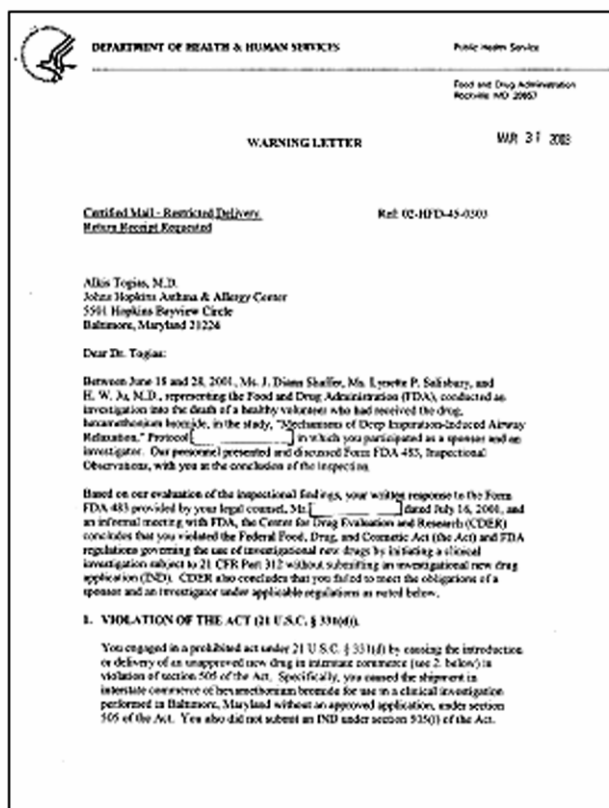 DEPARTMENT OF HEALTH & HUMAN SERVICES
Public Health Service
Food and Drug Administration
Rockville MD 20857
WARNING LETTER
MAR 31 2003
Certified Mail - Restricted Delivery
Return Receipt Requested
Ref: 02-HFD-45-0303
Alkis Togias, M.D.
Johns Hopkins Asthma & Allergy Center
5501 Hopkins Bayview Circle
Baltimore, Maryland 21224
Dear Dr. Togias:
Between June 18 and 28, 2001, Ms. J. Diann Shaffer, Ms. Lynette P. Salisbury, and
H. W. Ju, M.D., representing the Food and Drug Administration (FDA), conducted an
investigation into the death of a healthy volunteer who had received the drug,
hexamethonium bromide, in the study, "Mechanisms of Deep Inspiration-Induced Airway
Relaxation," Protocol [ ] in which you participated as a sponsor and an
investigator. Our personnel presented and discussed Form FDA 483, Inspectional
Observations, with you at the conclusion of the inspection.
Based on our evaluation of the inspectional findings, your written response to the Form
FDA 483 provided by your legal counsel, Mr. [ ] dated July 16, 2001, and
an informal meeting with FDA, the Center for Drug Evaluation and Research (CDER)
concludes that you violated the Federal Food, Drug, and Cosmetic Act (the Act) and FDA
regulations governing the use of investigational new drugs by initiating a clinical
investigation subject to 21 CFR Part 312 without submitting an investigational new drug
application (IND). CDER also concludes that you failed to meet the obligations of a
sponsor and an investigator under applicable regulations as noted below.
1. VIOLATION OF THE ACT (21 U.S.C. § 331(d)).
You engaged in a prohibited act under 21 U.S.C. § 331(d) by causing the introduction
or delivery of an unapproved new drug in interstate commerce (see 2. below) in
violation of section 505 of the Act. Specifically, you caused the shipment in
interstate commerce of hexamethonium bromide for use in a clinical investigation
performed in Baltimore, Maryland without an approved application, under section
505 of the Act. You also did not submit an IND under section 505(i) of the Act.